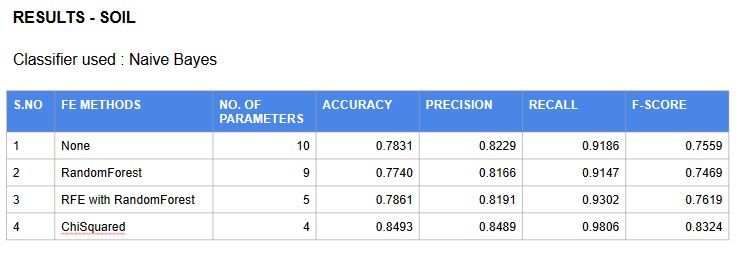 RESULTS - SOIL
Classifier used : Naive Bayes
S.NO FE METHODS NO. OF PARAMETERS ACCURACY PRECISION RECALL F-SCORE
1 None 10 0.7831 0.8229 0.9186 0.7559
2 RandomForest 9 0.7740 0.8166 0.9147 0.7469
3 RFE with RandomForest 5 0.7861 0.8191 0.9302 0.7619
4 ChiSquared 4 0.8493 0.8489 0.9806 0.8324